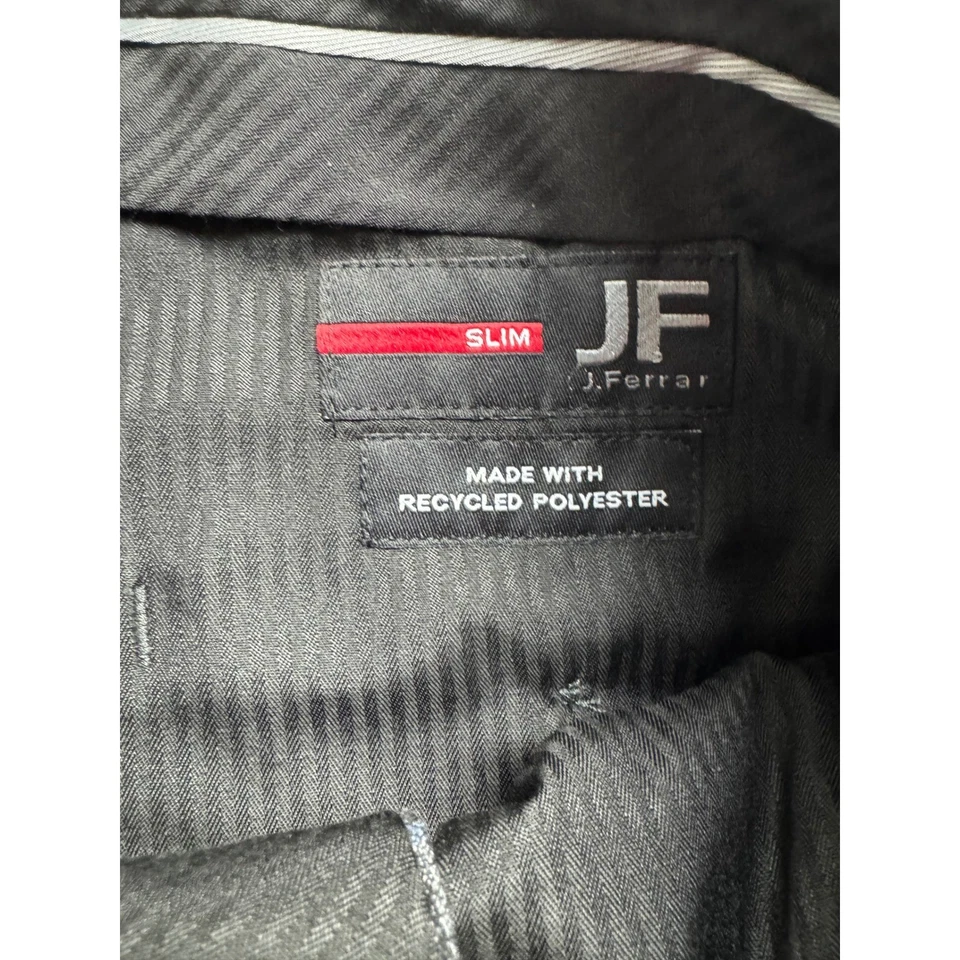 SLIM
JF
J.Ferrar
MADE WITH
RECYCLED POLYESTER